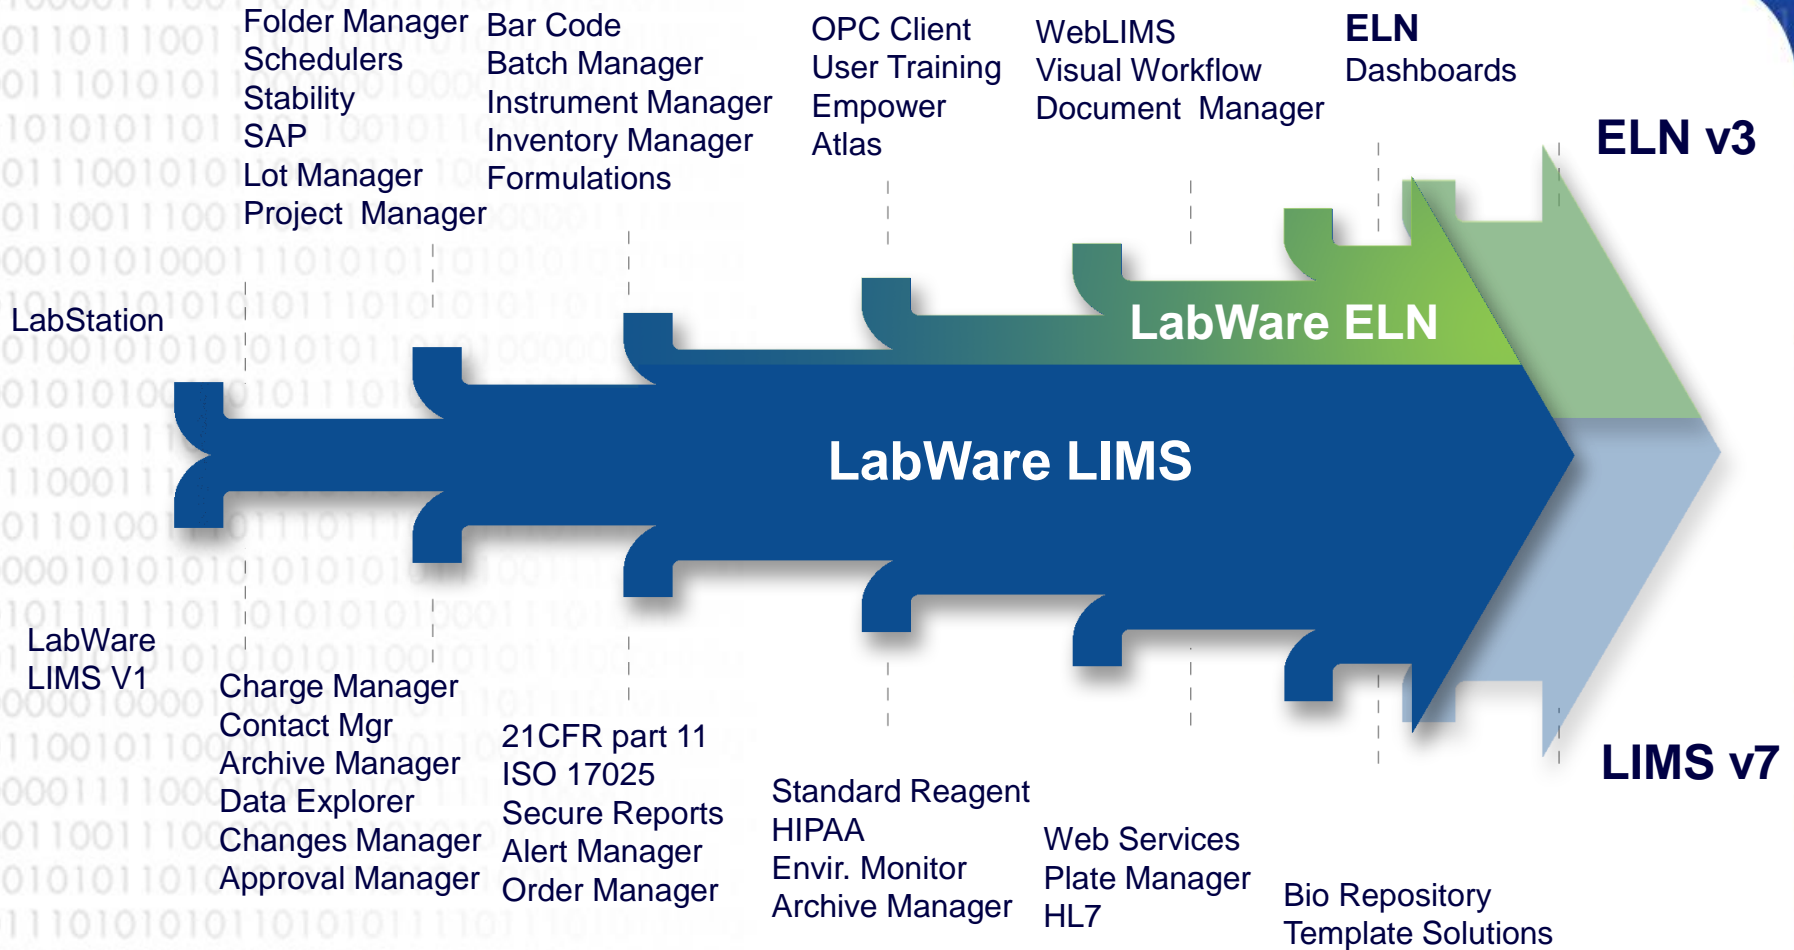 Folder Manager
Schedulers
Stability
SAP
Lot Manager
Project Manager
Bar Code
Batch Manager
Instrument Manager
Inventory Manager
Formulations
OPC Client
User Training
Empower
Atlas
WebLIMS
Visual Workflow
Document Manager
ELN
Dashboards
ELN v3
LabStation
LabWare ELN
LabWare LIMS
LabWare
LIMS V1
Charge Manager
Contact Mgr
Archive Manager
Data Explorer
Changes Manager
Approval Manager
21CFR part 11
ISO 17025
Secure Reports
Alert Manager
Order Manager
Standard Reagent
HIPAA
Envir. Monitor
Archive Manager
Web Services
Plate Manager
HL7
Bio Repository
Template Solutions
LIMS v7